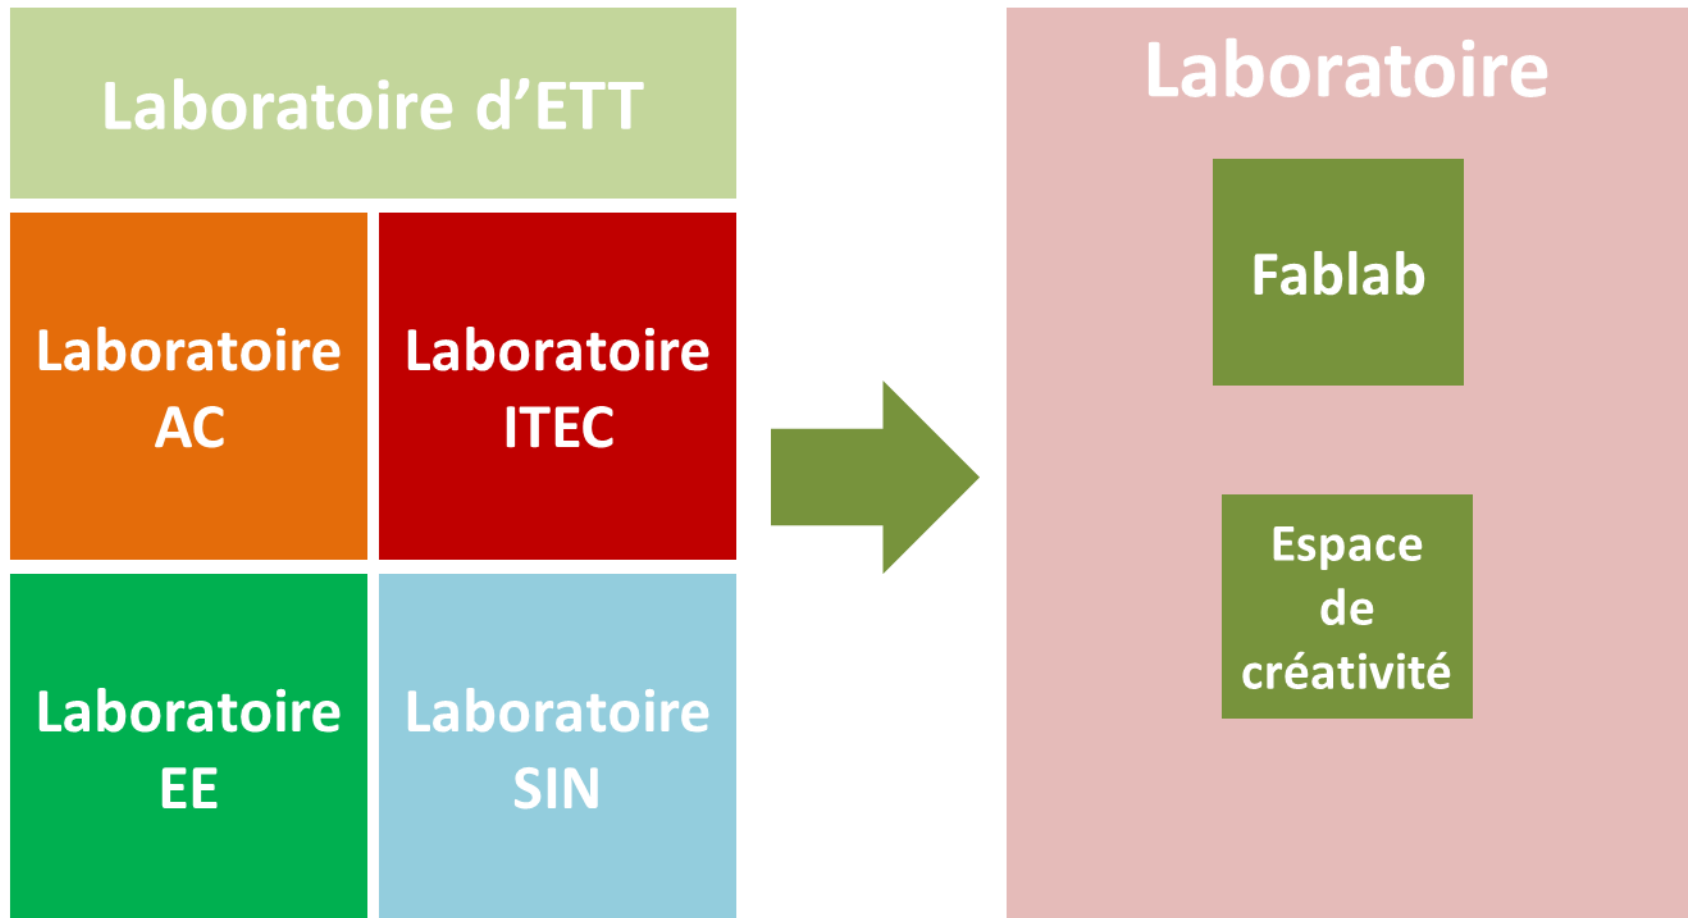 Laboratoire d’ETT
Laboratoire
AC
Laboratoire
ITEC
Laboratoire
EE
Laboratoire
SIN
Laboratoire
Fablab
Espace
de
créativité